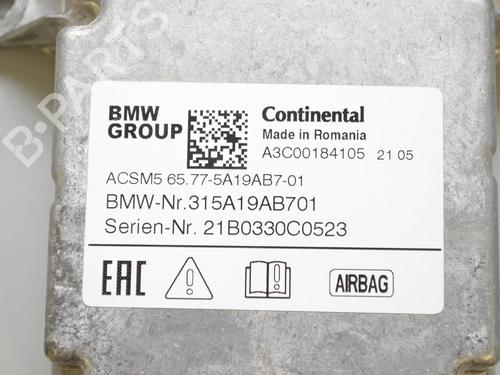 BMW
GROUP
Continental
Made in Romania
A3C00184105 21 05
ACSM5 65.77-5A19AB7-01
BMW-Nr.315A19AB701
Serien-Nr. 21B0330C0523
EAC
AIRBAG
B-PARTS